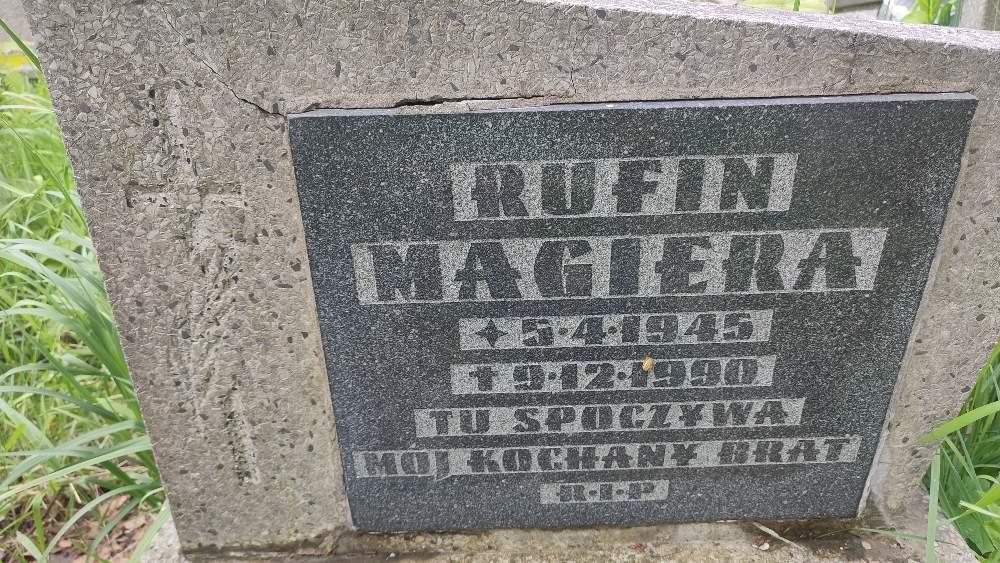 RUFIN
MAGIERA
✦ 5·4·1945
✝ 9·12·1990
TU SPOCZYWA
MÓJ KOCHANY BRAT
R·I·P